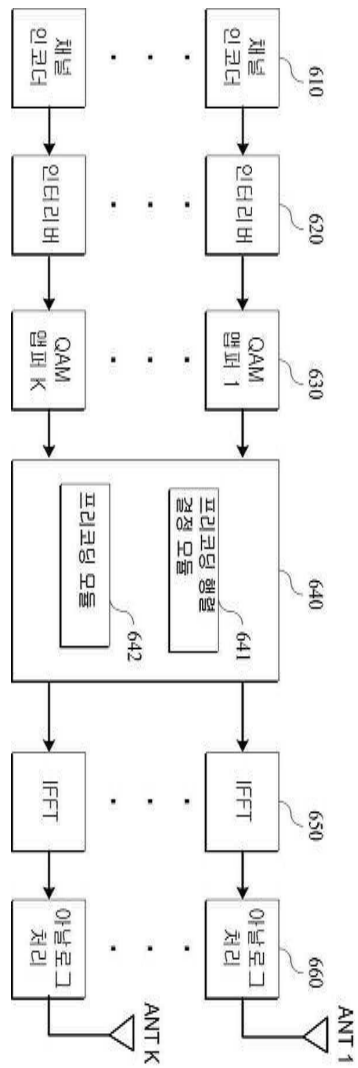 610
채널
인코더
620
인터리버
630
QAM
맵퍼 1
640
프리코딩 행렬
결정 모듈
641
650
IFFT
660
아날로그
처리
ANT 1
채널
인코더
인터리버
QAM
맵퍼 K
프리코딩 모듈
642
IFFT
아날로그
처리
ANT K